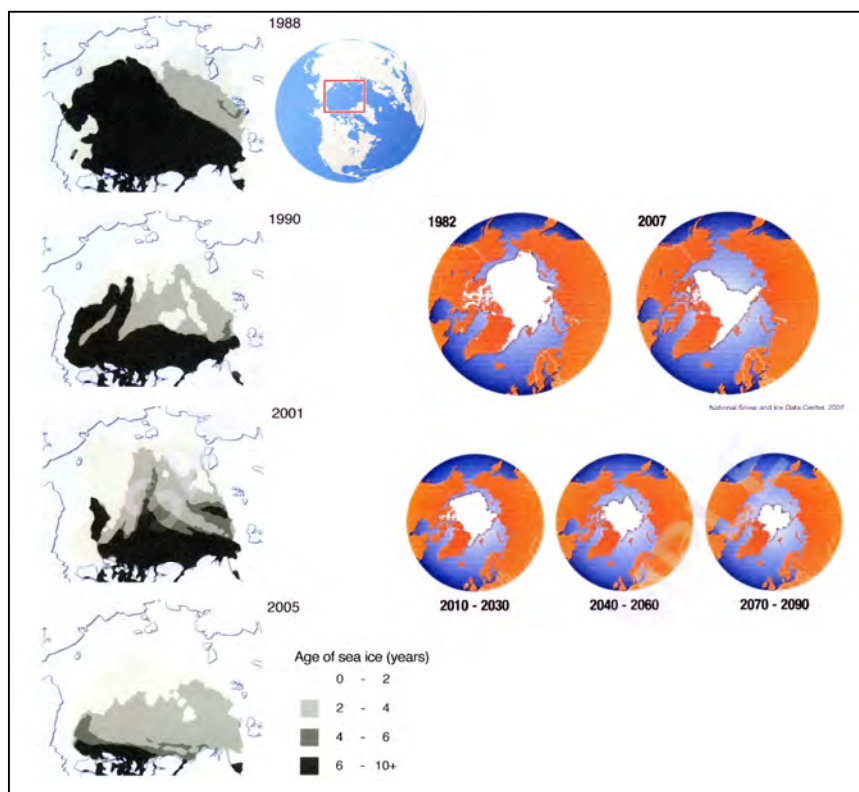 1988
1990
1982
2007
National Snow and Ice Data Center, 2007
2001
2010 - 2030
2040 - 2060
2070 - 2090
2005
Age of sea ice (years)
0 - 2
2 - 4
4 - 6
6 - 10+